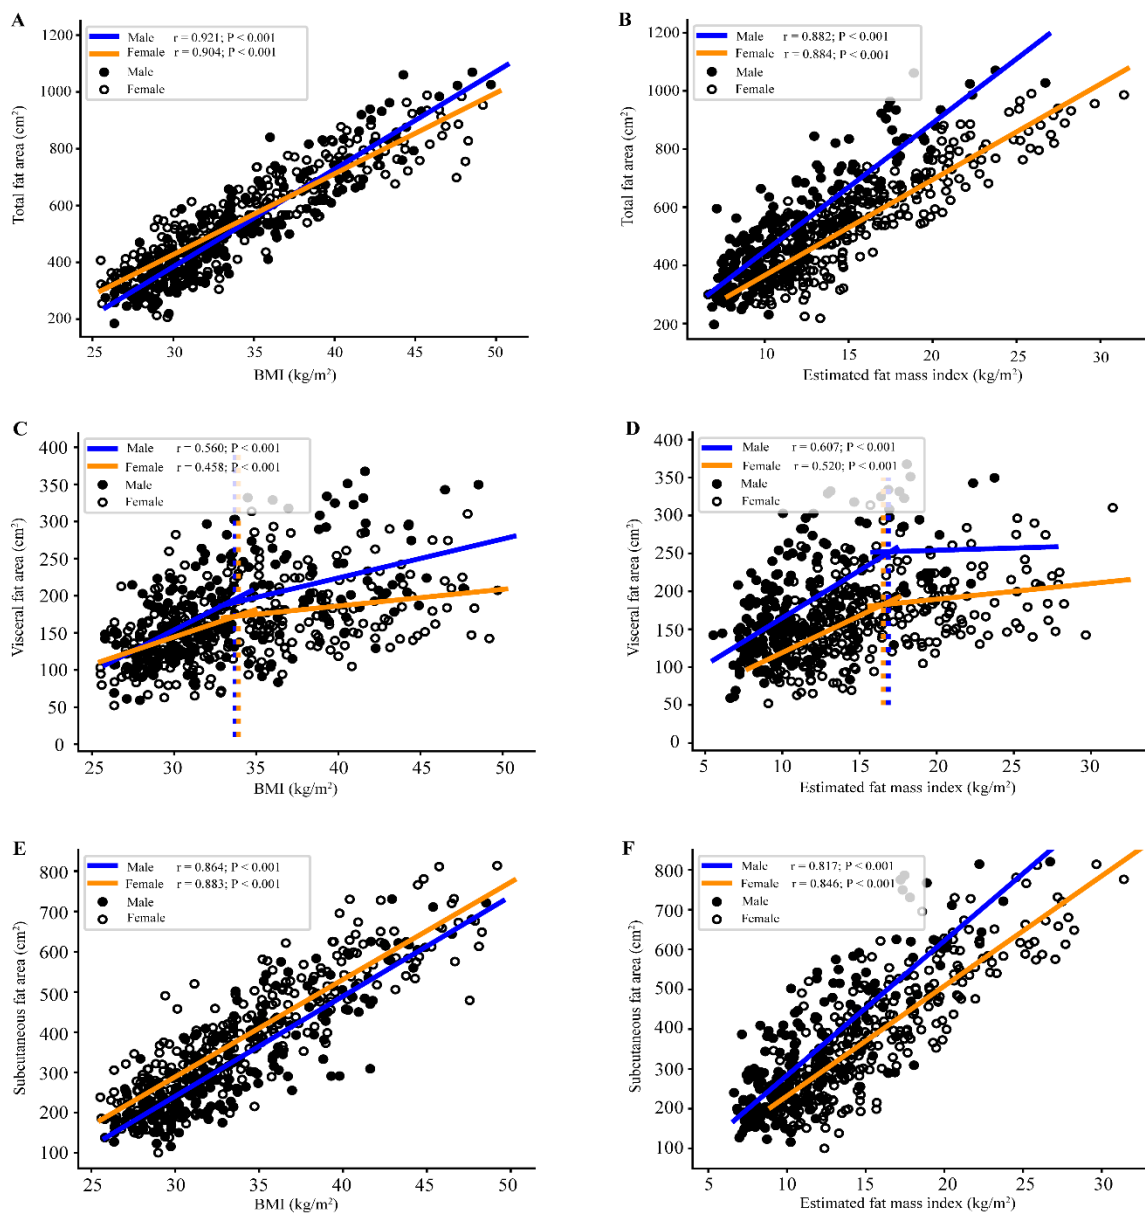 A
Male r = 0.921; P < 0.001
Female r = 0.904; P < 0.001
Male
Female
1200
1000
800
600
400
200
Total fat area (cm²)
25 30 35 40 45 50
BMI (kg/m²)
B
Male r = 0.882; P < 0.001
Female r = 0.884; P < 0.001
Male
Female
1200
1000
800
600
400
200
Total fat area (cm²)
10 15 20 25 30
Estimated fat mass index (kg/m²)
C
Male r = 0.560; P < 0.001
Female r = 0.458; P < 0.001
Male
Female
400
350
300
250
200
150
100
50
0
Visceral fat area (cm²)
25 30 35 40 45 50
BMI (kg/m²)
D
Male r = 0.607; P < 0.001
Female r = 0.520; P < 0.001
Male
Female
400
350
300
250
200
150
100
50
0
Visceral fat area (cm²)
5 10 15 20 25 30
Estimated fat mass index (kg/m²)
E
Male r = 0.864; P < 0.001
Female r = 0.883; P < 0.001
Male
Female
800
700
600
500
400
300
200
100
Subcutaneous fat area (cm²)
25 30 35 40 45 50
BMI (kg/m²)
F
Male r = 0.817; P < 0.001
Female r = 0.846; P < 0.001
Male
Female
800
700
600
500
400
300
200
100
Subcutaneous fat area (cm²)
5 10 15 20 25 30
Estimated fat mass index (kg/m²)